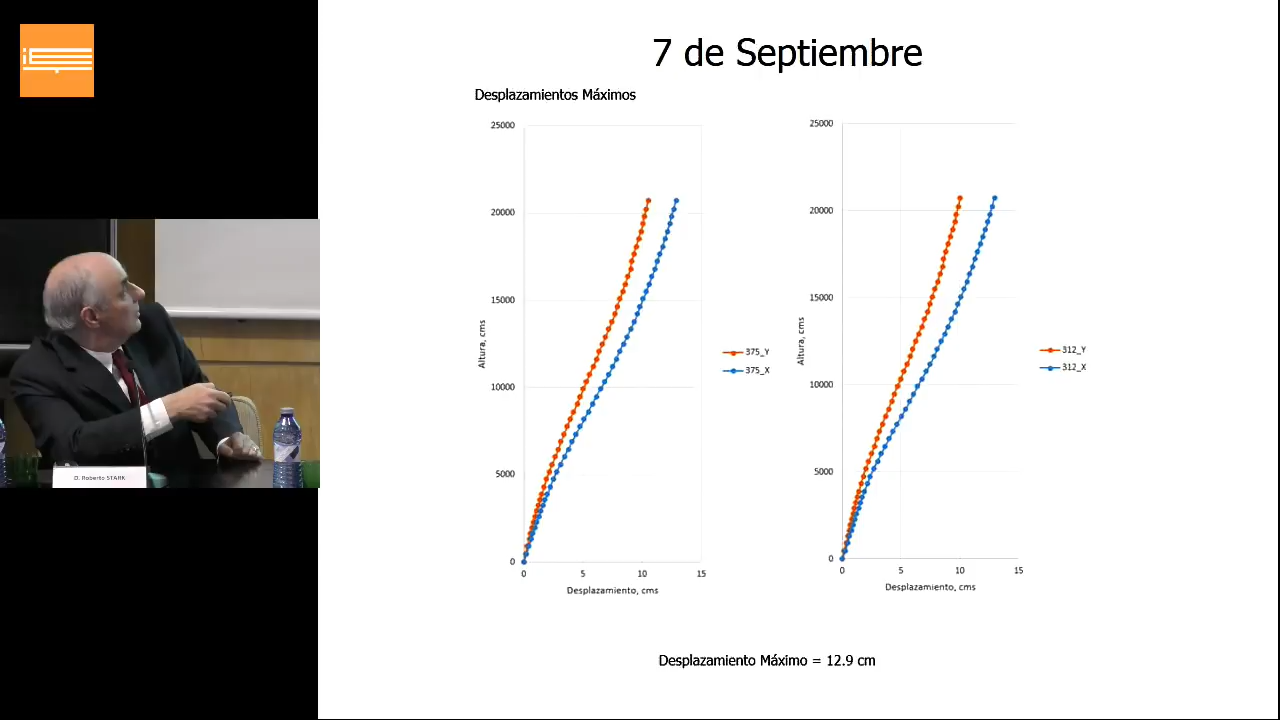 7 de Septiembre
Desplazamientos Máximos
25000
20000
15000
10000
5000
0
Altura, cms
0 5 10 15
Desplazamiento, cms
375_Y
375_X
25000
20000
15000
10000
5000
0
Altura, cms
0 5 10 15
Desplazamiento, cms
312_Y
312_X
Desplazamiento Máximo = 12.9 cm
D. Roberto STARK